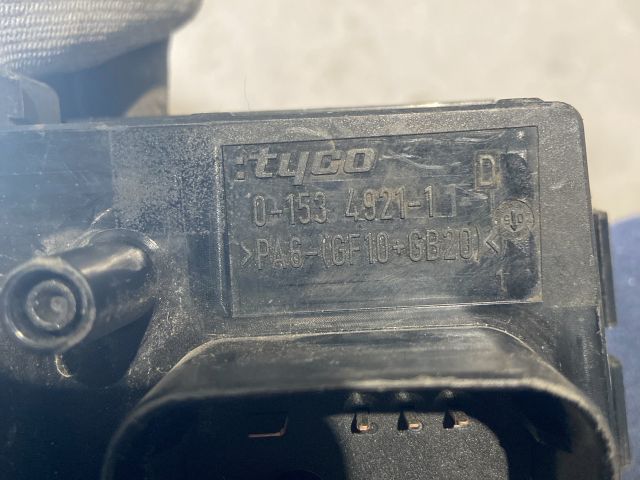 tyco
D
0-153 4921-1
>PA6-(GF10+GB20)<